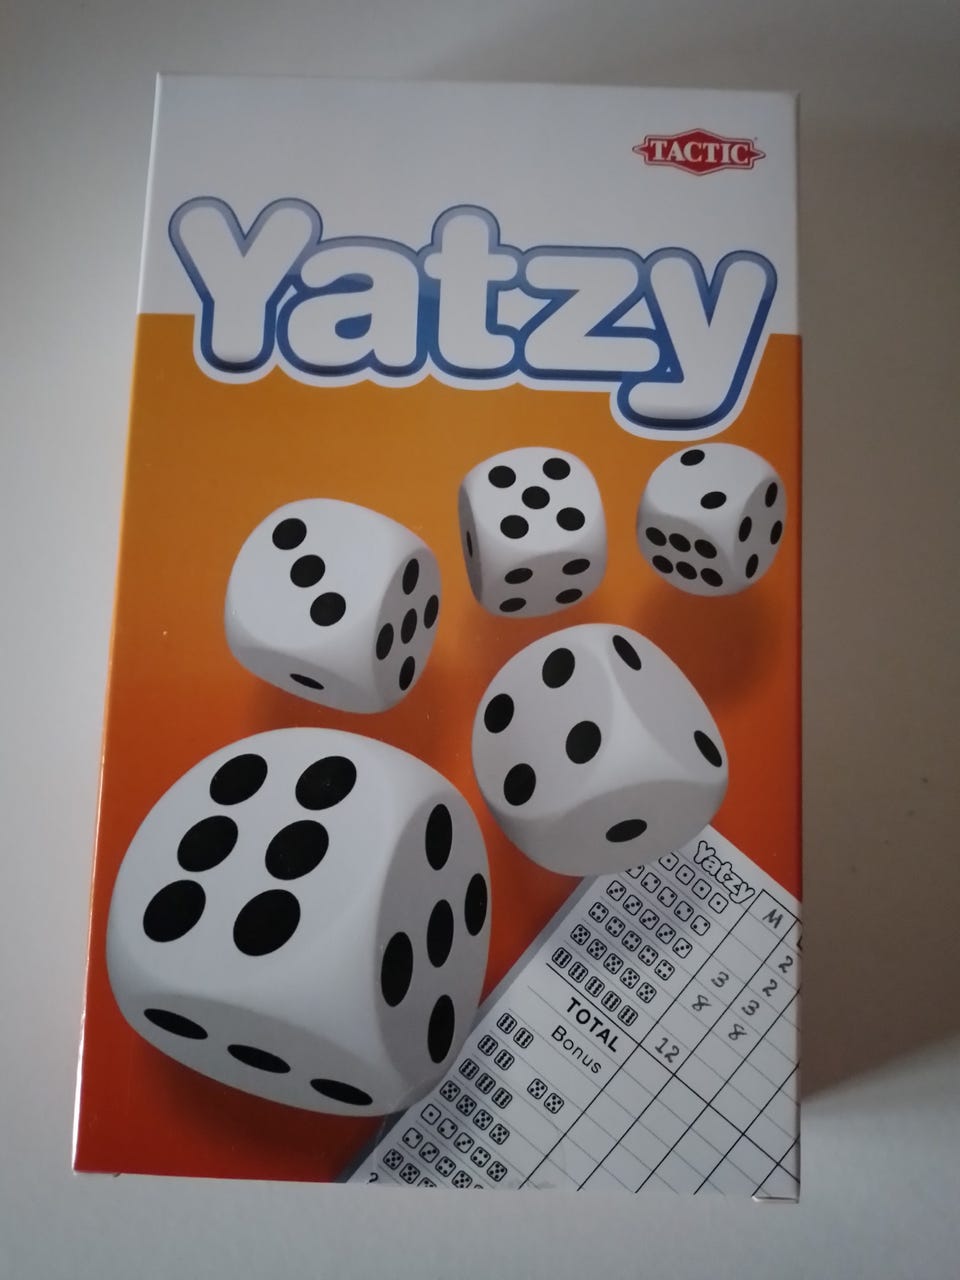 TACTIC
Yatzy
Yatzy
M
2
3 2
8 3
8
TOTAL 12
Bonus